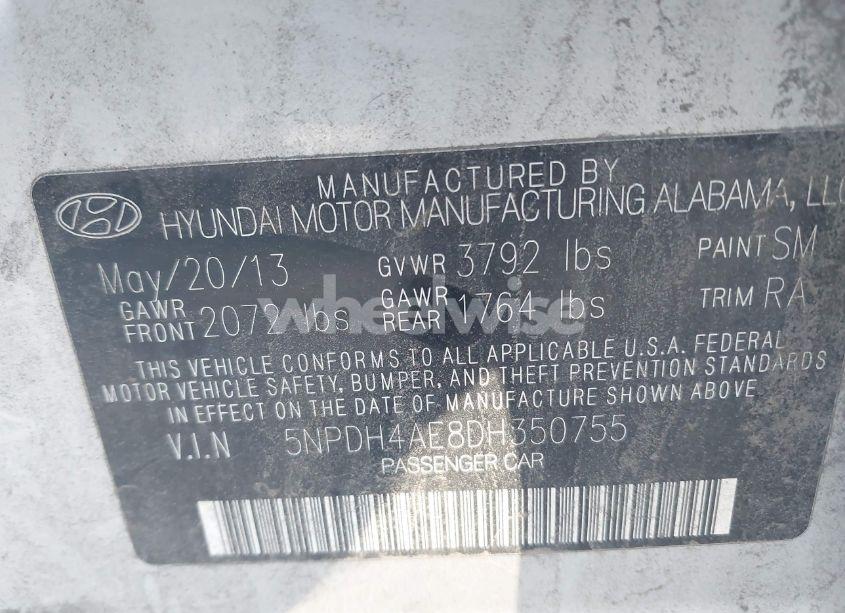 MANUFACTURED BY
HYUNDAI MOTOR MANUFACTURING ALABAMA, LLC
May/20/13 GVWR 3792 lbs PAINT SM
GAWR FRONT 2072 lbs GAWR REAR 1764 lbs TRIM RA
wheelwise
THIS VEHICLE CONFORMS TO ALL APPLICABLE U.S.A. FEDERAL
MOTOR VEHICLE SAFETY, BUMPER, AND THEFT PREVENTION STANDARDS
IN EFFECT ON THE DATE OF MANUFACTURE SHOWN ABOVE
V.I.N 5NPDH4AE8DH350755
PASSENGER CAR